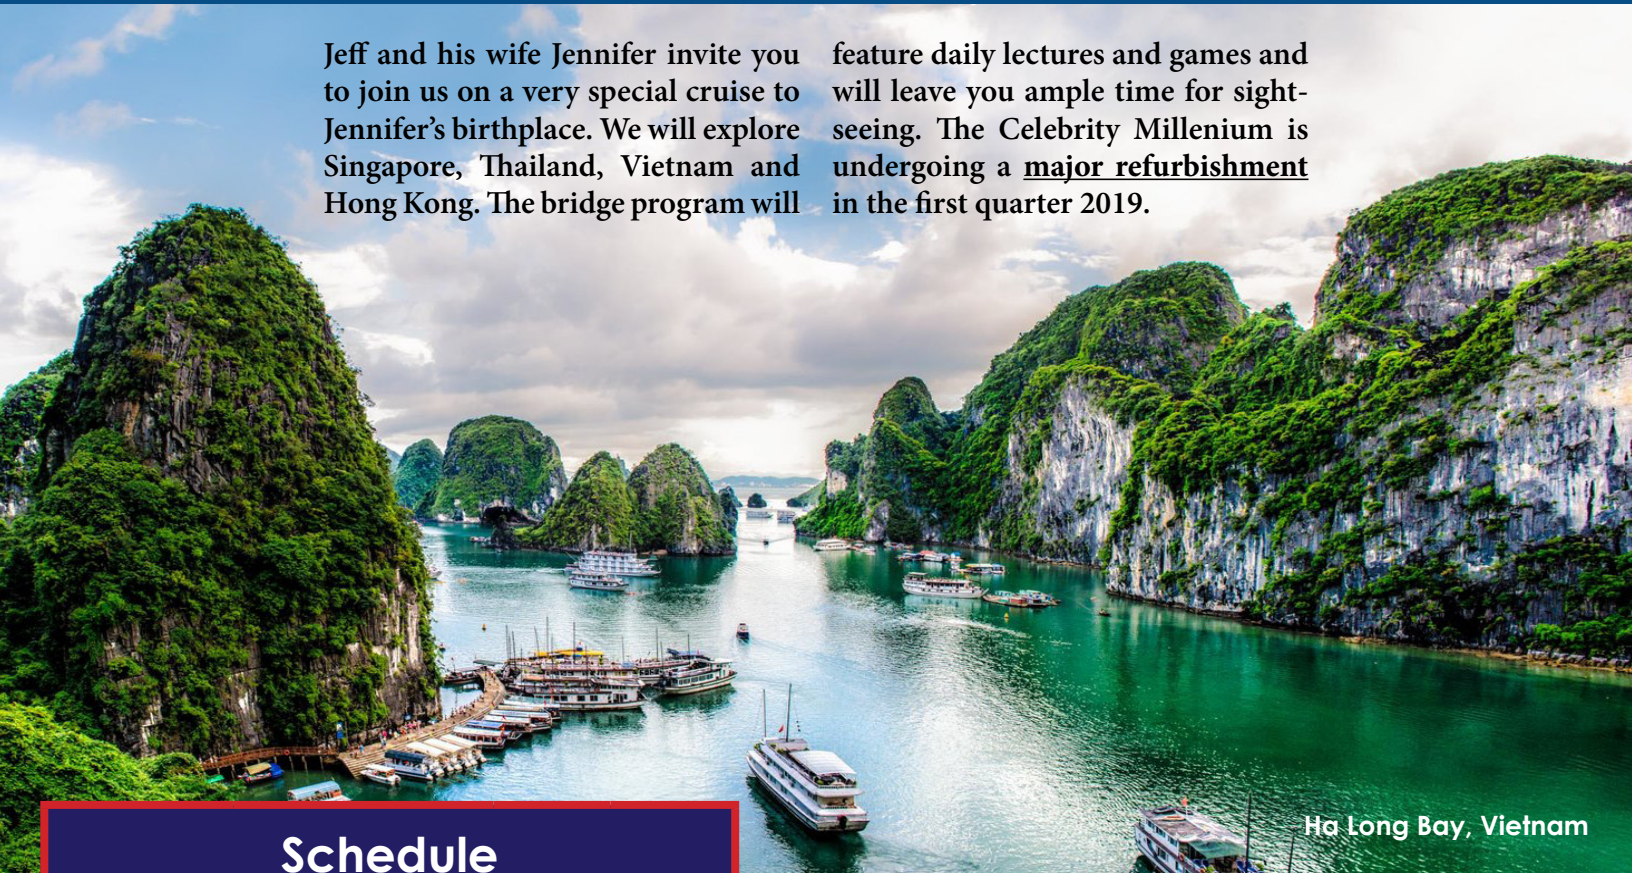 Jeff and his wife Jennifer invite you
to join us on a very special cruise to
Jennifer’s birthplace. We will explore
Singapore, Thailand, Vietnam and
Hong Kong. The bridge program will
feature daily lectures and games and
will leave you ample time for sight-
seeing. The Celebrity Millenium is
undergoing a major refurbishment
in the first quarter 2019.
Ha Long Bay, Vietnam
Schedule